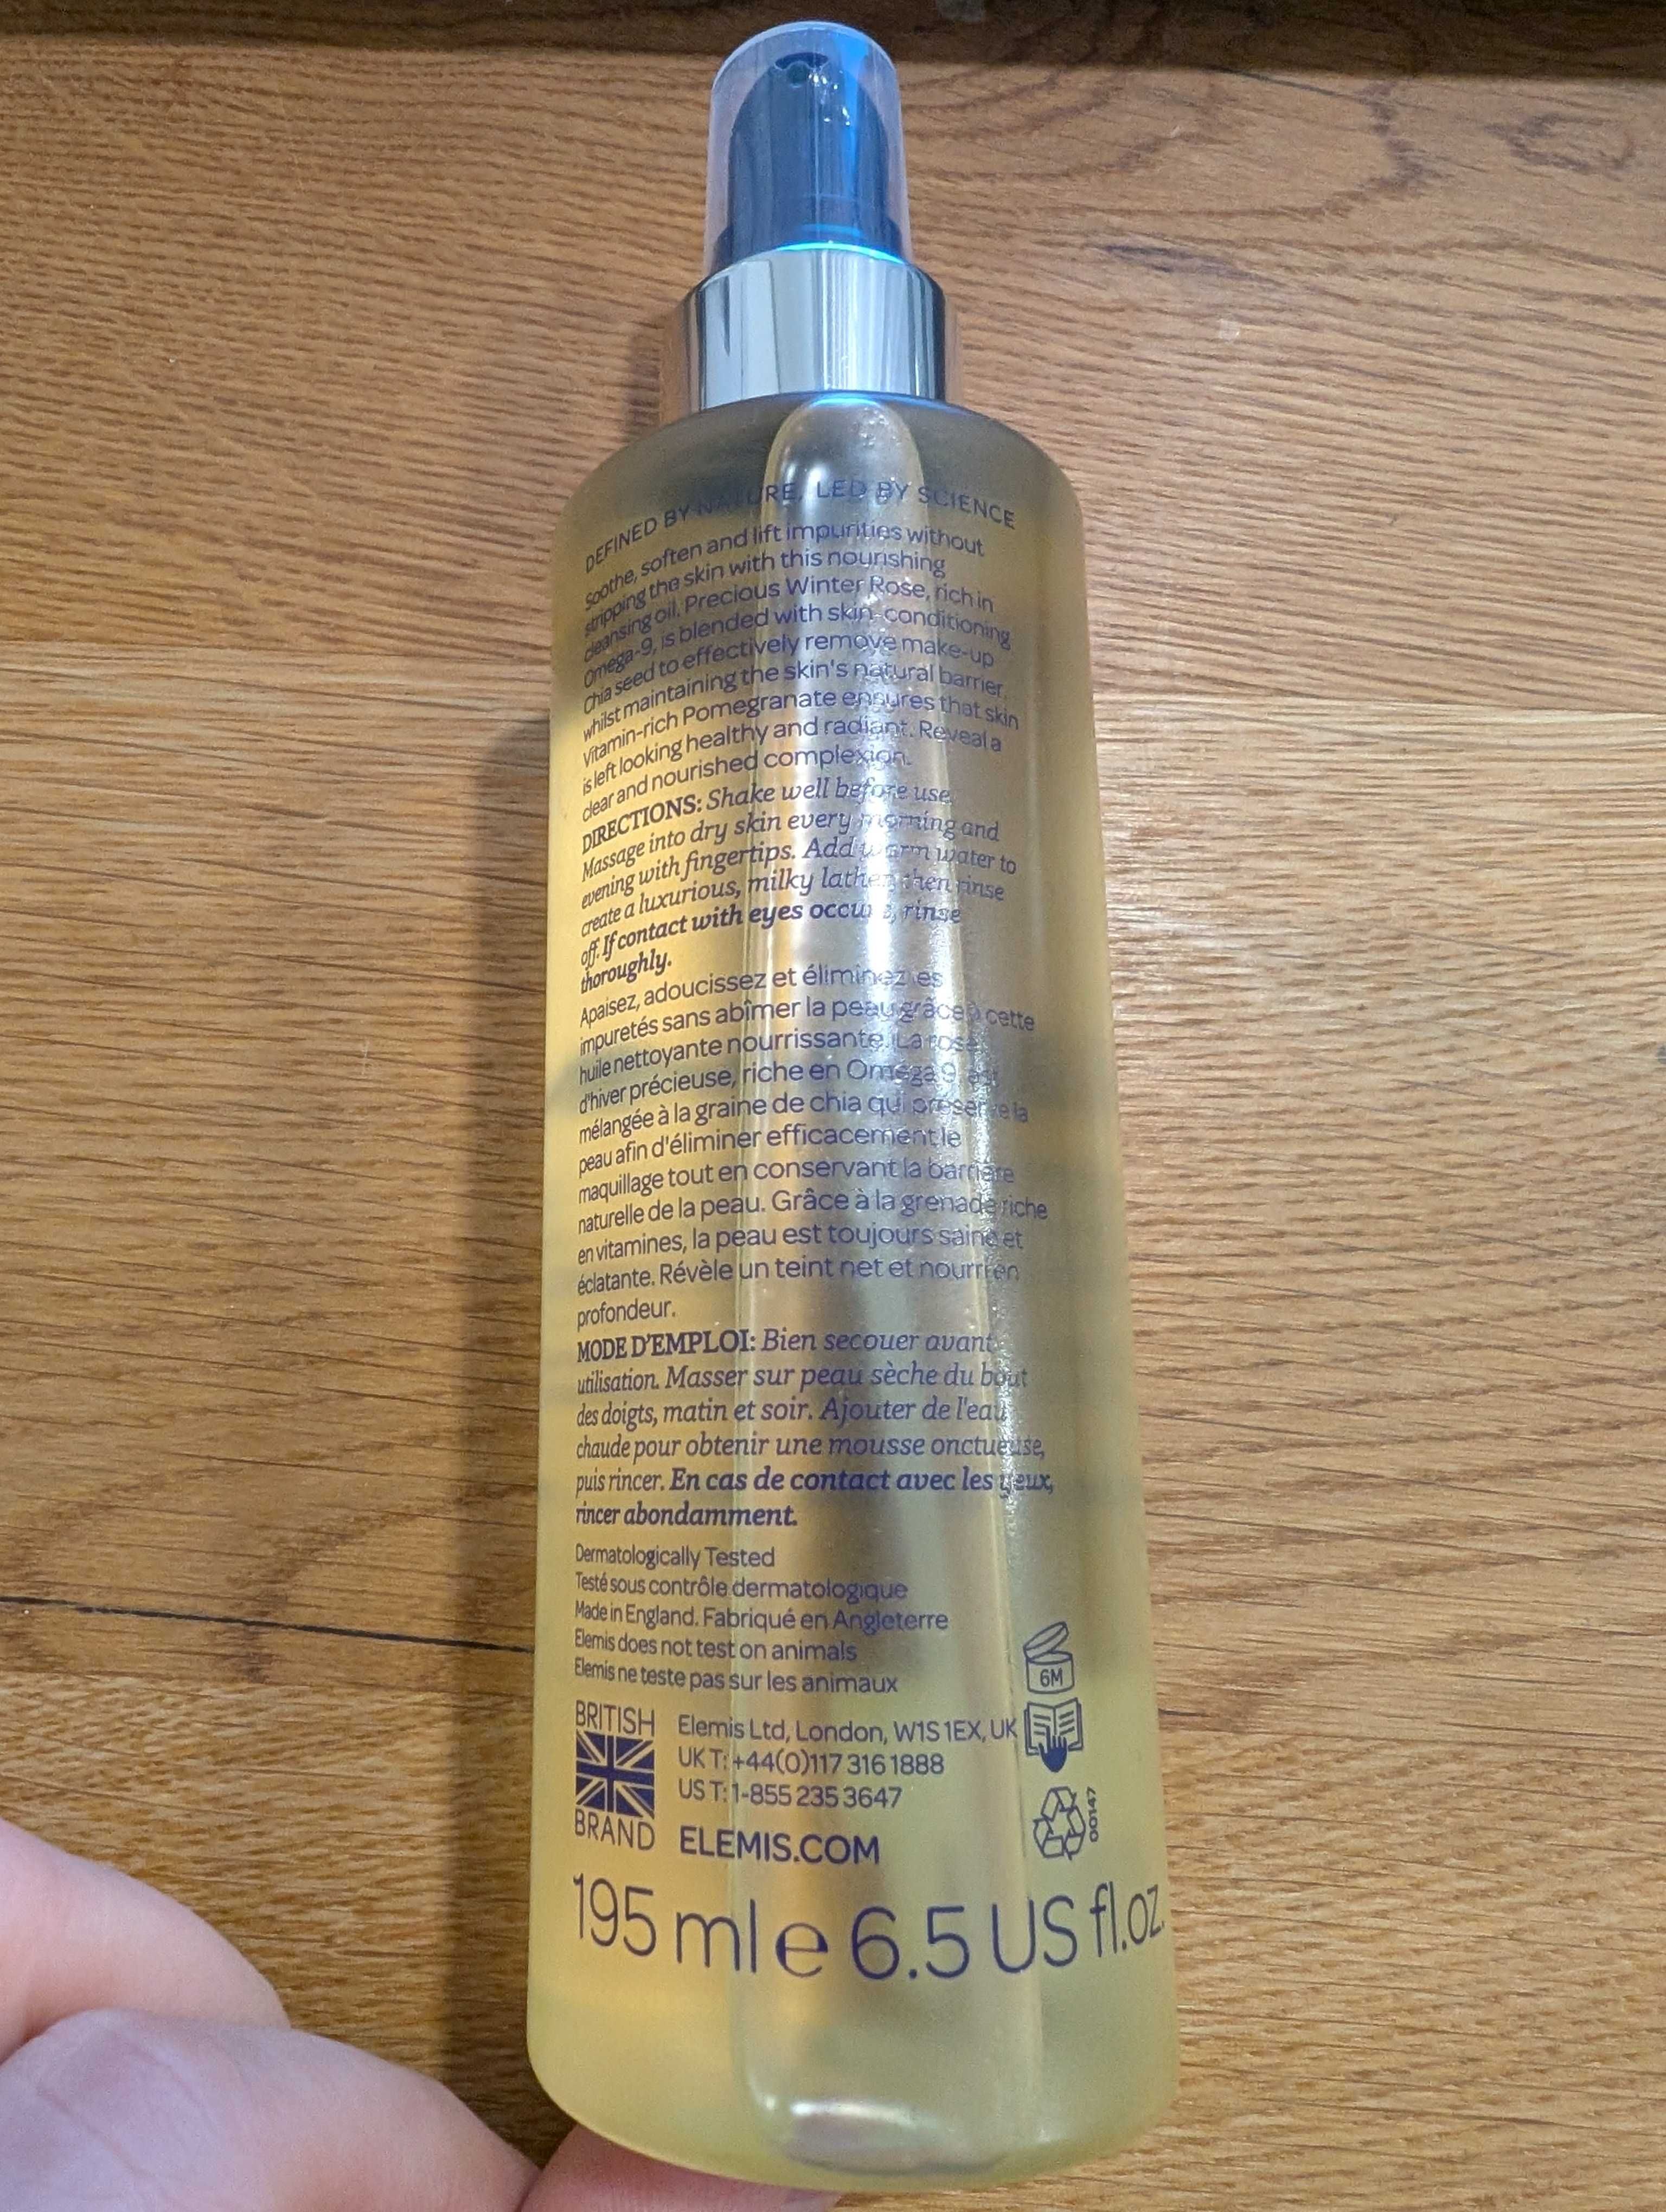 DEFINED BY NATURE, LED BY SCIENCE
Soothe, soften and lift impurities without
stripping the skin with this nourishing
cleansing oil. Precious Winter Rose, rich in
Omega-9, is blended with skin-conditioning
Chia seed to effectively remove make-up
whilst maintaining the skin's natural barrier.
Vitamin-rich Pomegranate ensures that skin
is left looking healthy and radiant. Reveal a
clear and nourished complexion.
DIRECTIONS: Shake well before use.
Massage into dry skin every morning and
evening with fingertips. Add warm water to
create a luxurious, milky lather then rinse
off. If contact with eyes occurs, rinse
thoroughly.
Apaisez, adoucissez et éliminez les
impuretés sans abîmer la peau grâce à cette
huile nettoyante nourrissante. La rose
d'hiver précieuse, riche en Oméga 9, est
mélangée à la graine de chia qui préserve la
peau afin d'éliminer efficacement le
maquillage tout en conservant la barrière
naturelle de la peau. Grâce à la grenade riche
en vitamines, la peau est toujours saine et
éclatante. Révèle un teint net et nourri en
profondeur.
MODE D'EMPLOI: Bien secouer avant
utilisation. Masser sur peau sèche du bout
des doigts, matin et soir. Ajouter de l'eau
chaude pour obtenir une mousse onctueuse,
puis rincer. En cas de contact avec les yeux,
rincer abondamment.
Dermatologically Tested
Testé sous contrôle dermatologique
Made in England. Fabriqué en Angleterre
Elemis does not test on animals
Elemis ne teste pas sur les animaux
6M
BRITISH
BRAND
Elemis Ltd, London, W1S 1EX, UK
UK T: +44(0)117 316 1888
US T: 1-855 235 3647
ELEMIS.COM
00147
195 ml e 6.5 US fl.oz.